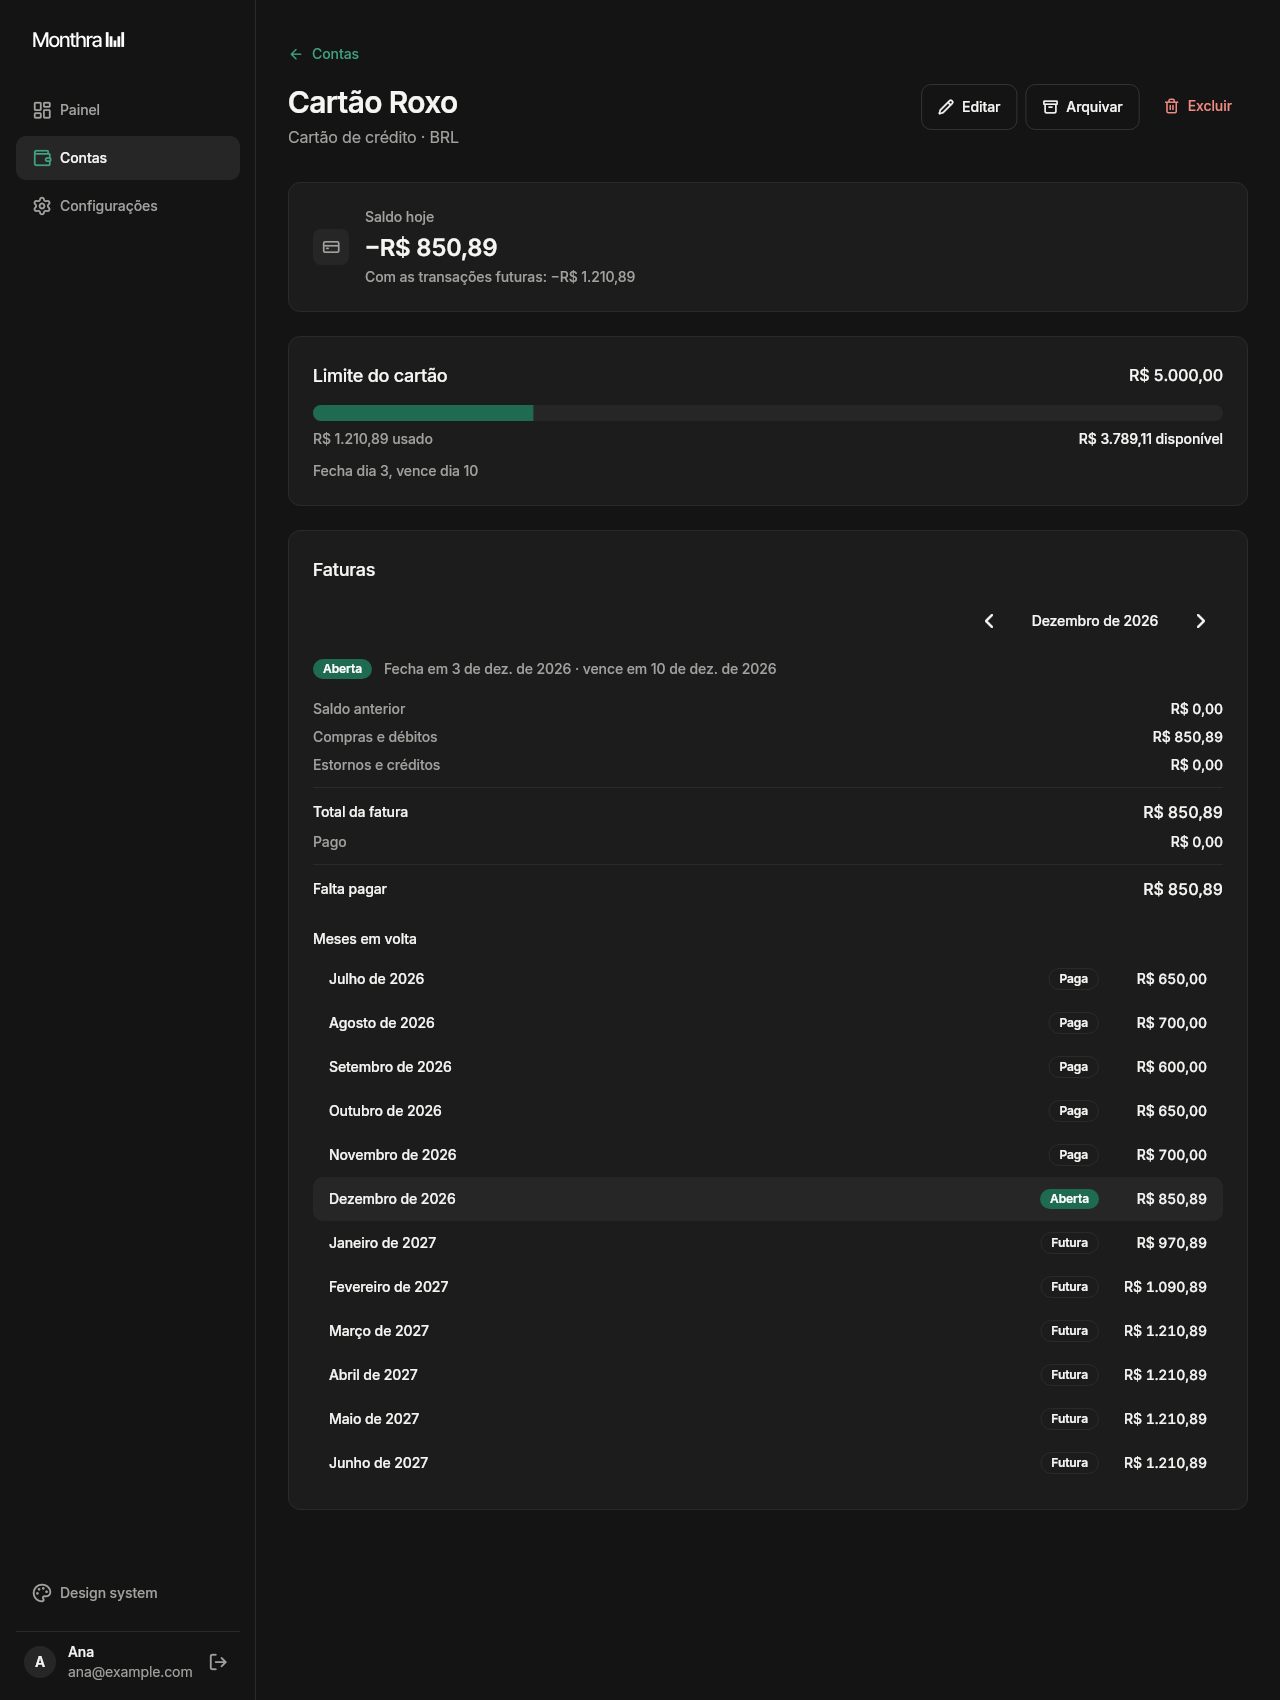 Monthra
Painel
Contas
Configurações
Design system
A
Ana
ana@example.com
Contas
Cartão Roxo
Cartão de crédito · BRL
Editar
Arquivar
Excluir
Saldo hoje
−R$ 850,89
Com as transações futuras: −R$ 1.210,89
Limite do cartão R$ 5.000,00
R$ 1.210,89 usado R$ 3.789,11 disponível
Fecha dia 3, vence dia 10
Faturas
Dezembro de 2026
Aberta Fecha em 3 de dez. de 2026 · vence em 10 de dez. de 2026
Saldo anterior R$ 0,00
Compras e débitos R$ 850,89
Estornos e créditos R$ 0,00
Total da fatura R$ 850,89
Pago R$ 0,00
Falta pagar R$ 850,89
Meses em volta
Julho de 2026 Paga R$ 650,00
Agosto de 2026 Paga R$ 700,00
Setembro de 2026 Paga R$ 600,00
Outubro de 2026 Paga R$ 650,00
Novembro de 2026 Paga R$ 700,00
Dezembro de 2026 Aberta R$ 850,89
Janeiro de 2027 Futura R$ 970,89
Fevereiro de 2027 Futura R$ 1.090,89
Março de 2027 Futura R$ 1.210,89
Abril de 2027 Futura R$ 1.210,89
Maio de 2027 Futura R$ 1.210,89
Junho de 2027 Futura R$ 1.210,89